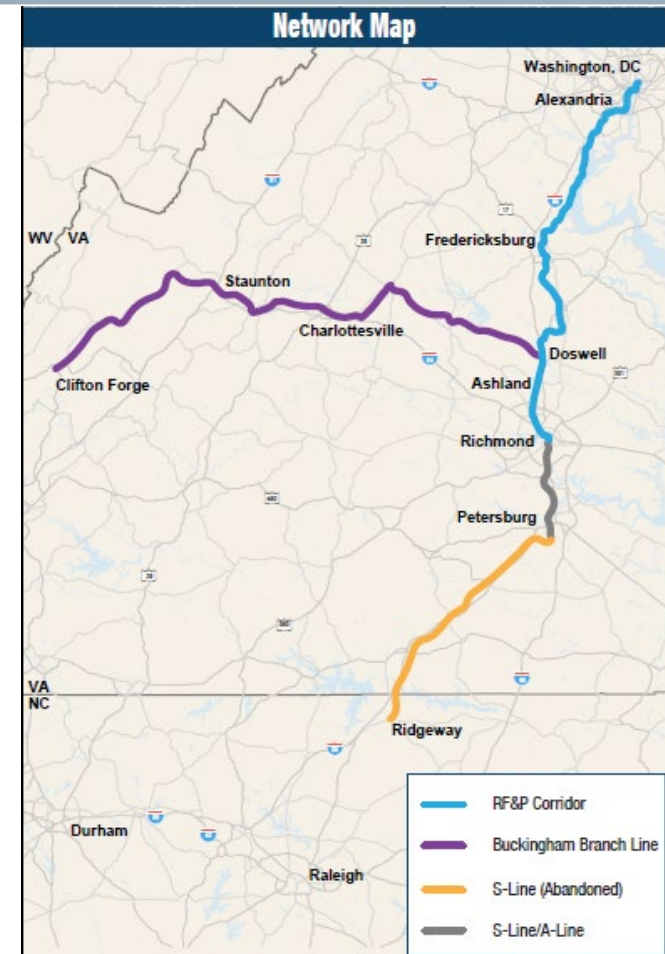 Network Map
Washington, DC
Alexandria
WV VA
Fredericksburg
Staunton
Charlottesville
Doswell
Clifton Forge
Ashland
Richmond
Petersburg
VA
NC
Ridgeway
Durham
Raleigh
RF&P Corridor
Buckingham Branch Line
S-Line (Abandoned)
S-Line/A-Line